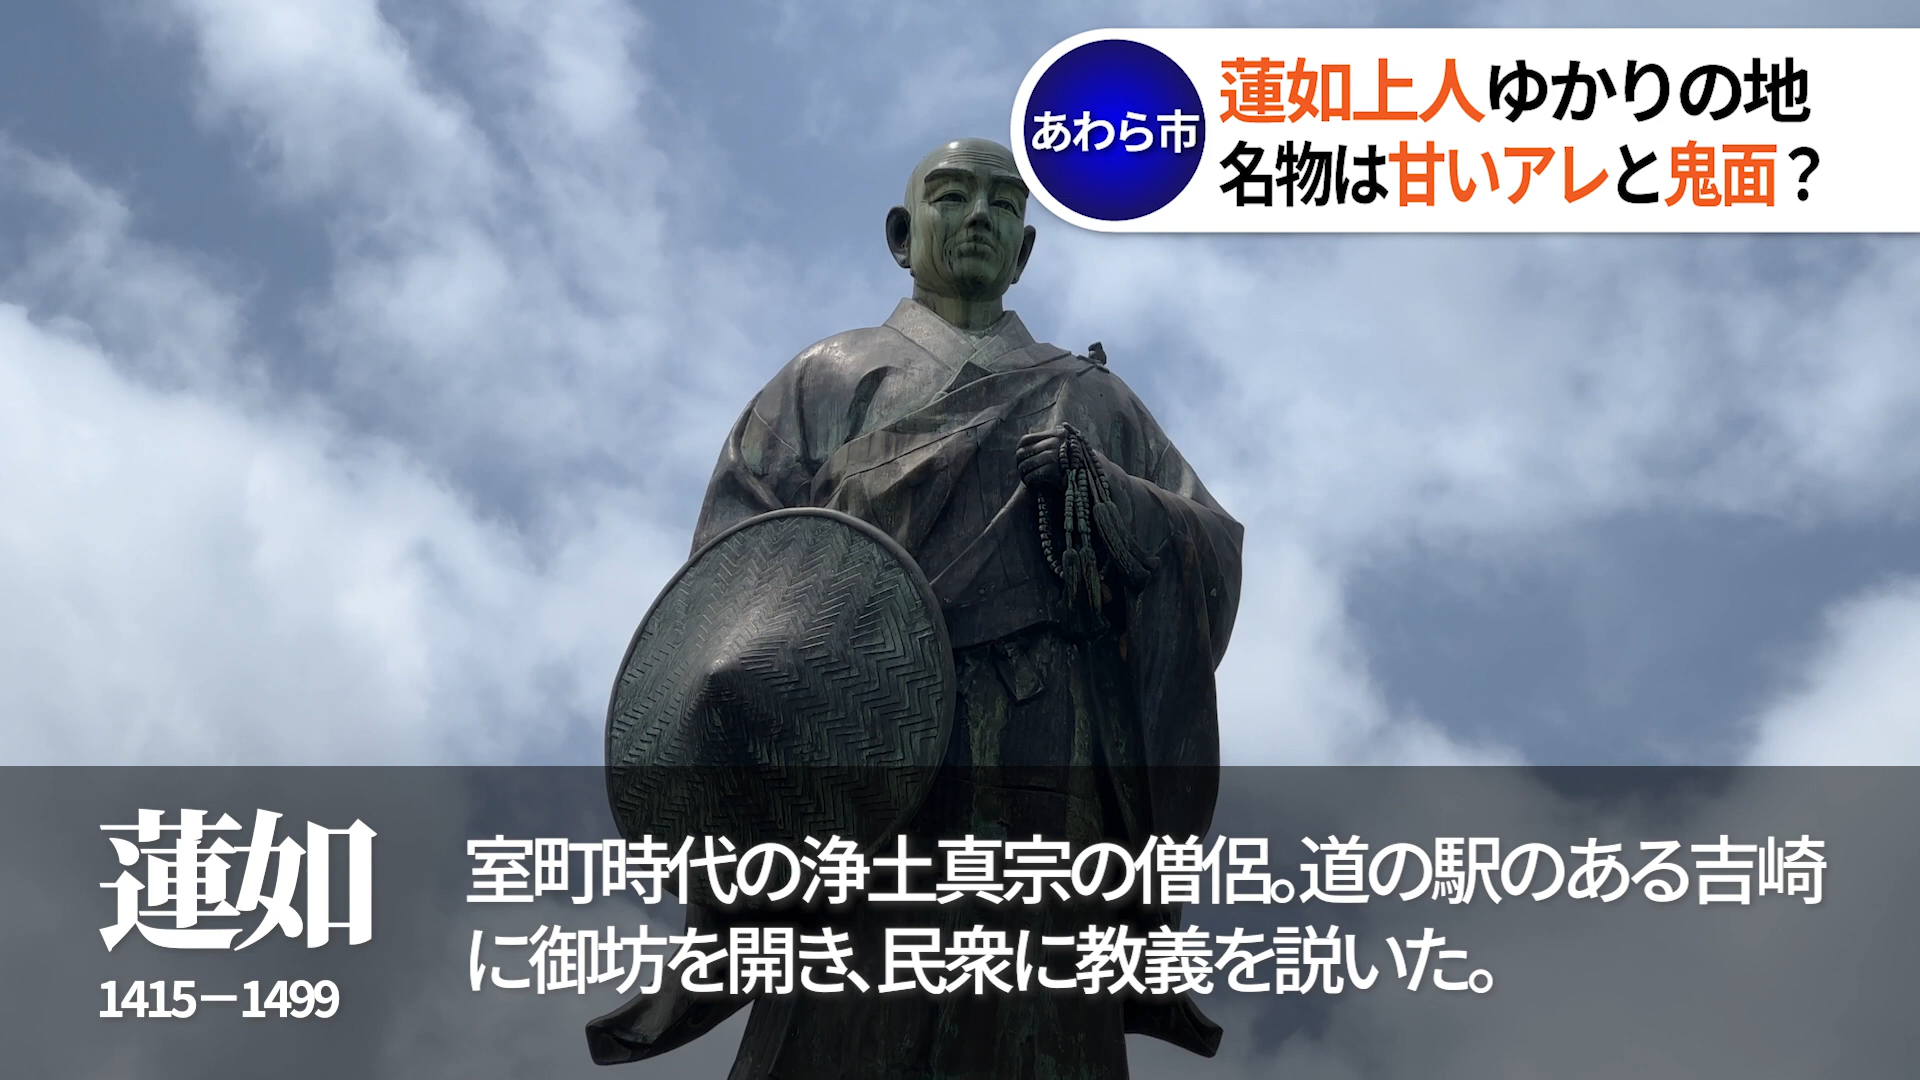 あわら市
蓮如上人ゆかりの地
名物は甘いアレと鬼面？
蓮如
1415－1499
室町時代の浄土真宗の僧侶。道の駅のある吉崎
に御坊を開き、民衆に教義を説いた。